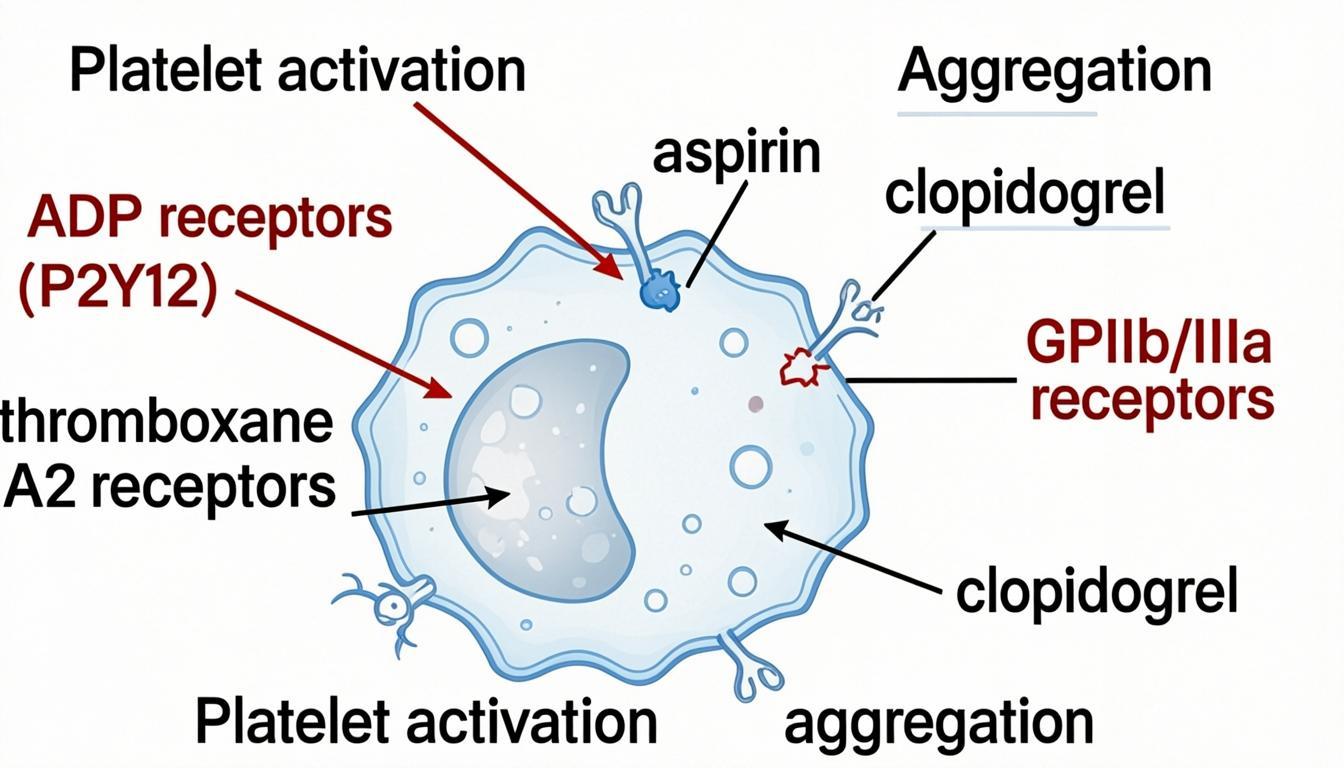 Platelet activation
Aggregation
aspirin
clopidogrel
ADP receptors
(P2Y12)
GPIIb/IIIa
receptors
thromboxane
A2 receptors
clopidogrel
Platelet activation
aggregation